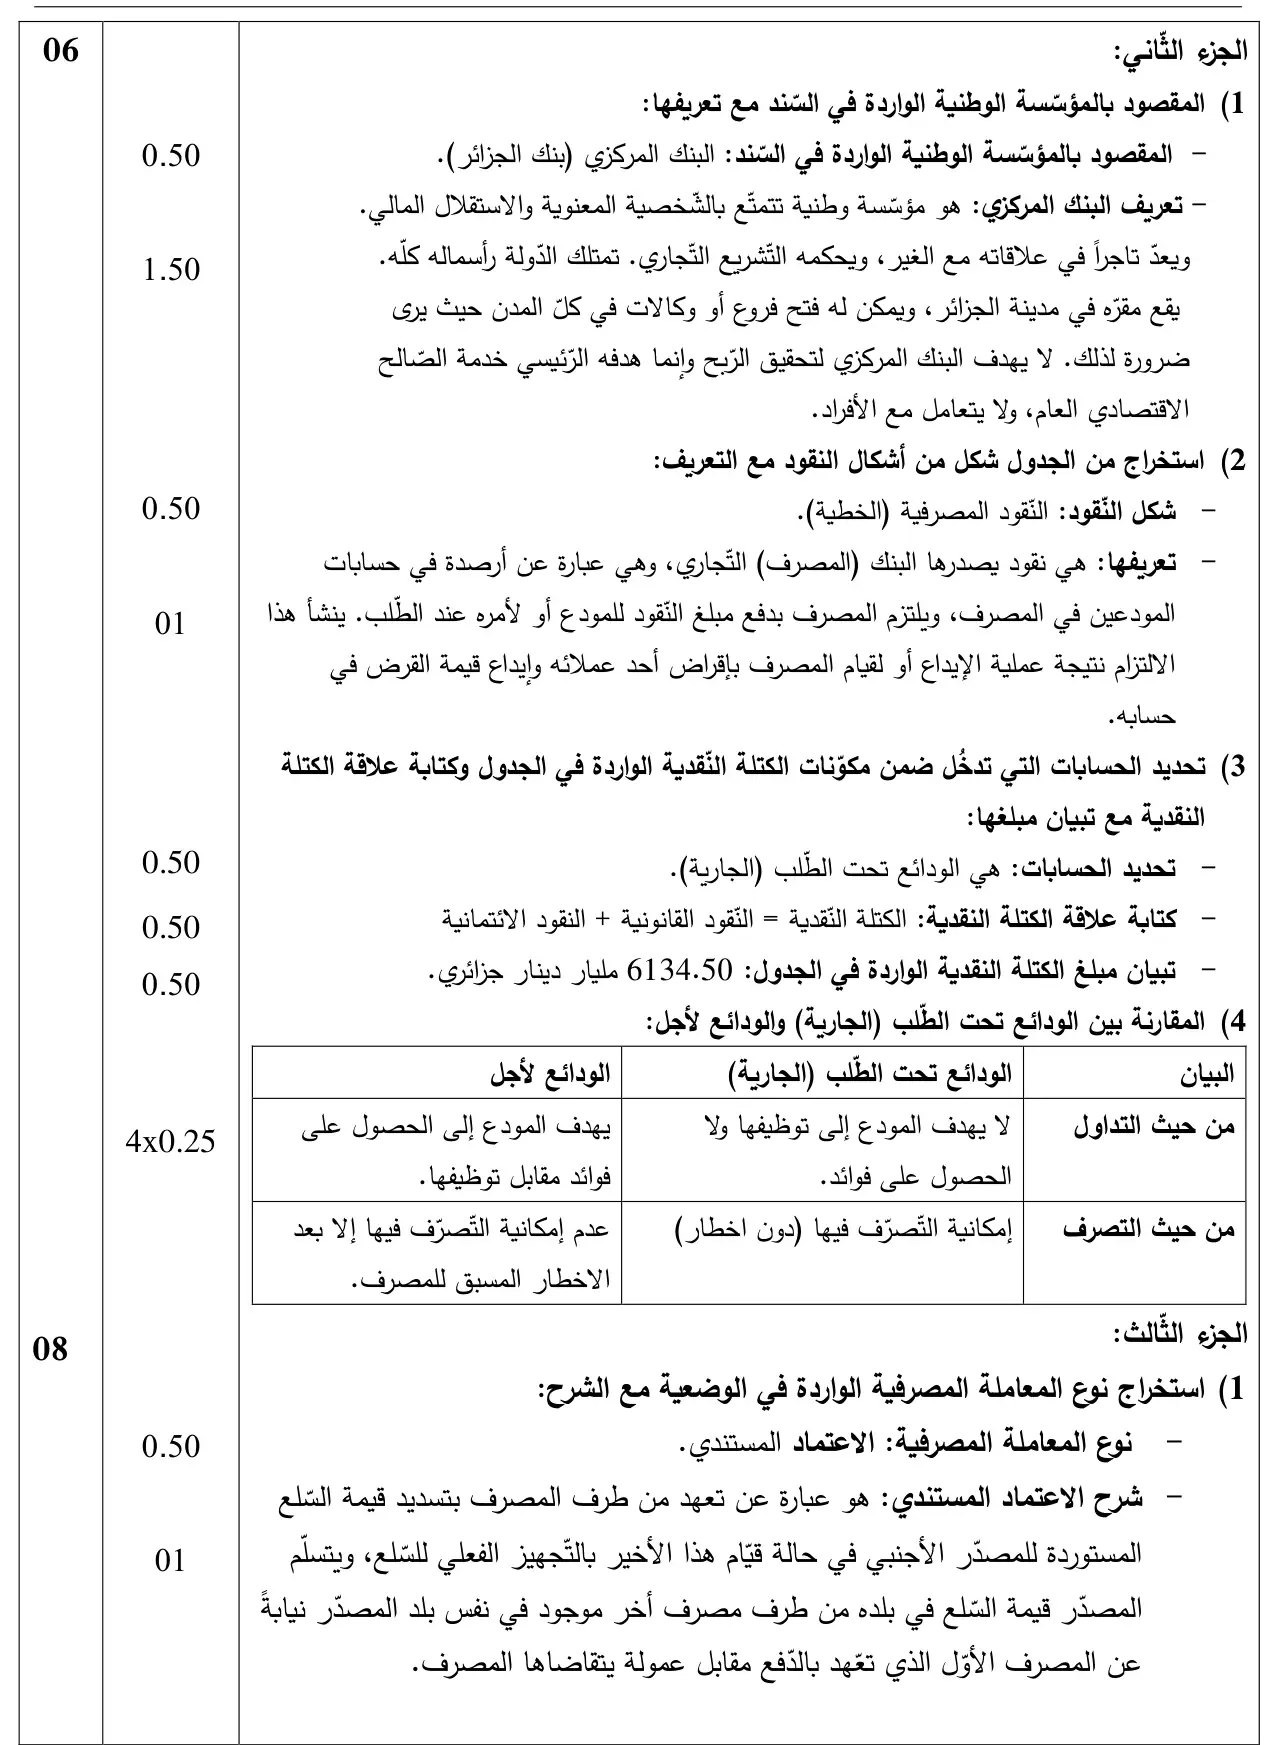 06
الجزء الثّاني:
1) المقصود بالمؤسّسة الوطنية الواردة في السّند مع تعريفها:
0.50
- المقصود بالمؤسّسة الوطنية الواردة في السّند: البنك المركزي (بنك الجزائر).
- تعريف البنك المركزي: هو مؤسّسة وطنية تتمتّع بالشّخصية المعنوية والاستقلال المالي.
1.50
ويعدّ تاجراً في علاقاته مع الغير، ويحكمه التّشريع التّجاري. تمتلك الدّولة رأسماله كلّه.
يقع مقرّه في مدينة الجزائر، ويمكن له فتح فروع أو وكالات في كلّ المدن حيث يرى
ضرورة لذلك. لا يهدف البنك المركزي لتحقيق الرّبح وإنما هدفه الرّئيسي خدمة الصّالح
الاقتصادي العام، ولا يتعامل مع الأفراد.
2) استخراج من الجدول شكل من أشكال النقود مع التعريف:
0.50
- شكل النّقود: النّقود المصرفية (الخطية).
- تعريفها: هي نقود يصدرها البنك (المصرف) التّجاري، وهي عبارة عن أرصدة في حسابات
01
المودعين في المصرف، ويلتزم المصرف بدفع مبلغ النّقود للمودع أو لأمره عند الطّلب. ينشأ هذا
الالتزام نتيجة عملية الإيداع أو لقيام المصرف بإقراض أحد عملائه وإيداع قيمة القرض في
حسابه.
3) تحديد الحسابات التي تدخُل ضمن مكوّنات الكتلة النّقدية الواردة في الجدول وكتابة علاقة الكتلة
النقدية مع تبيان مبلغها:
0.50
- تحديد الحسابات: هي الودائع تحت الطّلب (الجارية).
0.50
- كتابة علاقة الكتلة النقدية: الكتلة النّقدية = النّقود القانونية + النقود الائتمانية
0.50
- تبيان مبلغ الكتلة النقدية الواردة في الجدول: 6134.50 مليار دينار جزائري.
4) المقارنة بين الودائع تحت الطّلب (الجارية) والودائع لأجل:
البيان
الودائع تحت الطّلب (الجارية)
الودائع لأجل
4x0.25
من حيث التداول
لا يهدف المودع إلى توظيفها ولا
الحصول على فوائد.
يهدف المودع إلى الحصول على
فوائد مقابل توظيفها.
من حيث التصرف
إمكانية التّصرّف فيها (دون اخطار)
عدم إمكانية التّصرّف فيها إلا بعد
الاخطار المسبق للمصرف.
08
الجزء الثّالث:
1) استخراج نوع المعاملة المصرفية الواردة في الوضعية مع الشرح:
0.50
- نوع المعاملة المصرفية: الاعتماد المستندي.
- شرح الاعتماد المستندي: هو عبارة عن تعهد من طرف المصرف بتسديد قيمة السّلع
01
المستوردة للمصدّر الأجنبي في حالة قيّام هذا الأخير بالتّجهيز الفعلي للسّلع، ويتسلّم
المصدّر قيمة السّلع في بلده من طرف مصرف أخر موجود في نفس بلد المصدّر نيابةً
عن المصرف الأوّل الذي تعّهد بالدّفع مقابل عمولة يتقاضاها المصرف.